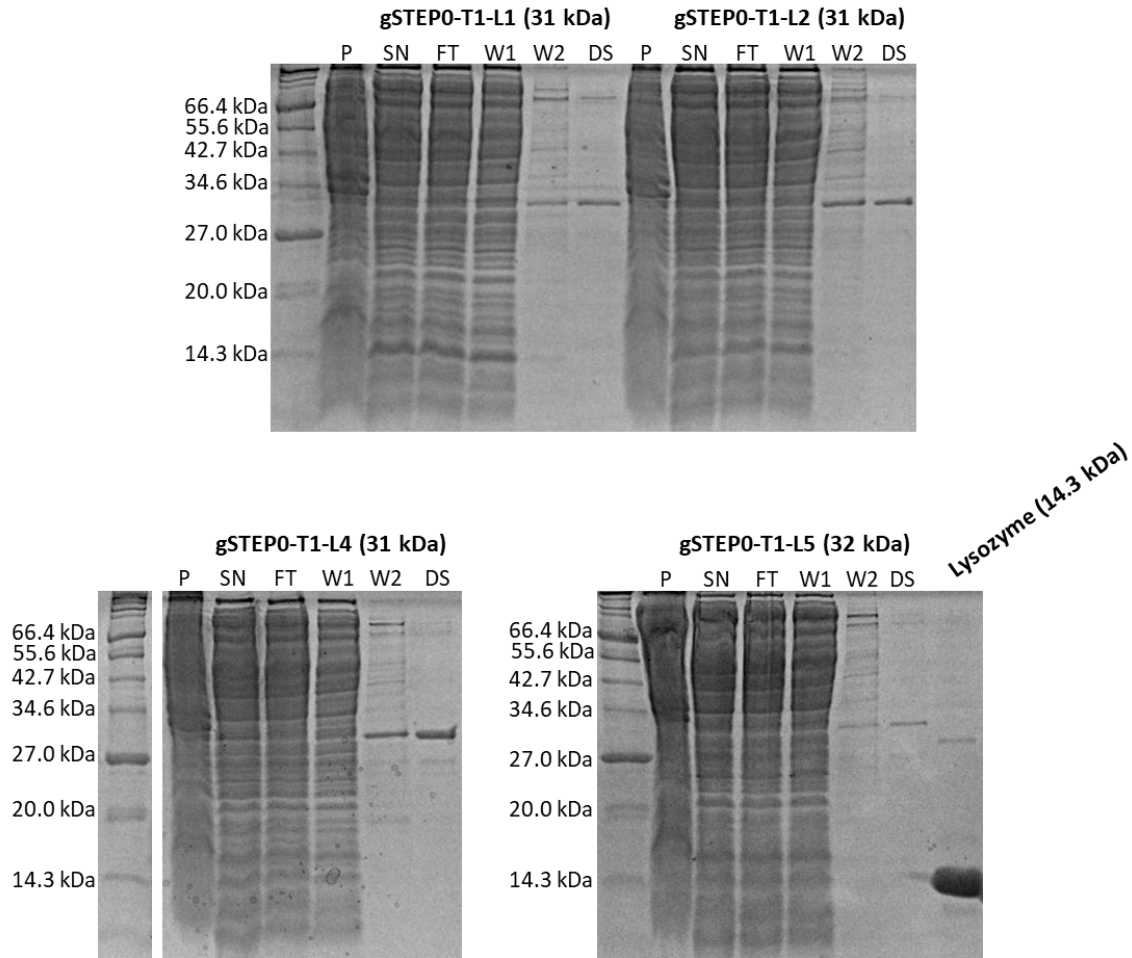 gSTEP0-T1-L1 (31 kDa) gSTEP0-T1-L2 (31 kDa)
P SN FT W1 W2 DS P SN FT W1 W2 DS
66.4 kDa
55.6 kDa
42.7 kDa
34.6 kDa
27.0 kDa
20.0 kDa
14.3 kDa
gSTEP0-T1-L4 (31 kDa)
P SN FT W1 W2 DS
66.4 kDa
55.6 kDa
42.7 kDa
34.6 kDa
27.0 kDa
20.0 kDa
14.3 kDa
gSTEP0-T1-L5 (32 kDa)
Lysozyme (14.3 kDa)
P SN FT W1 W2 DS
66.4 kDa
55.6 kDa
42.7 kDa
34.6 kDa
27.0 kDa
20.0 kDa
14.3 kDa